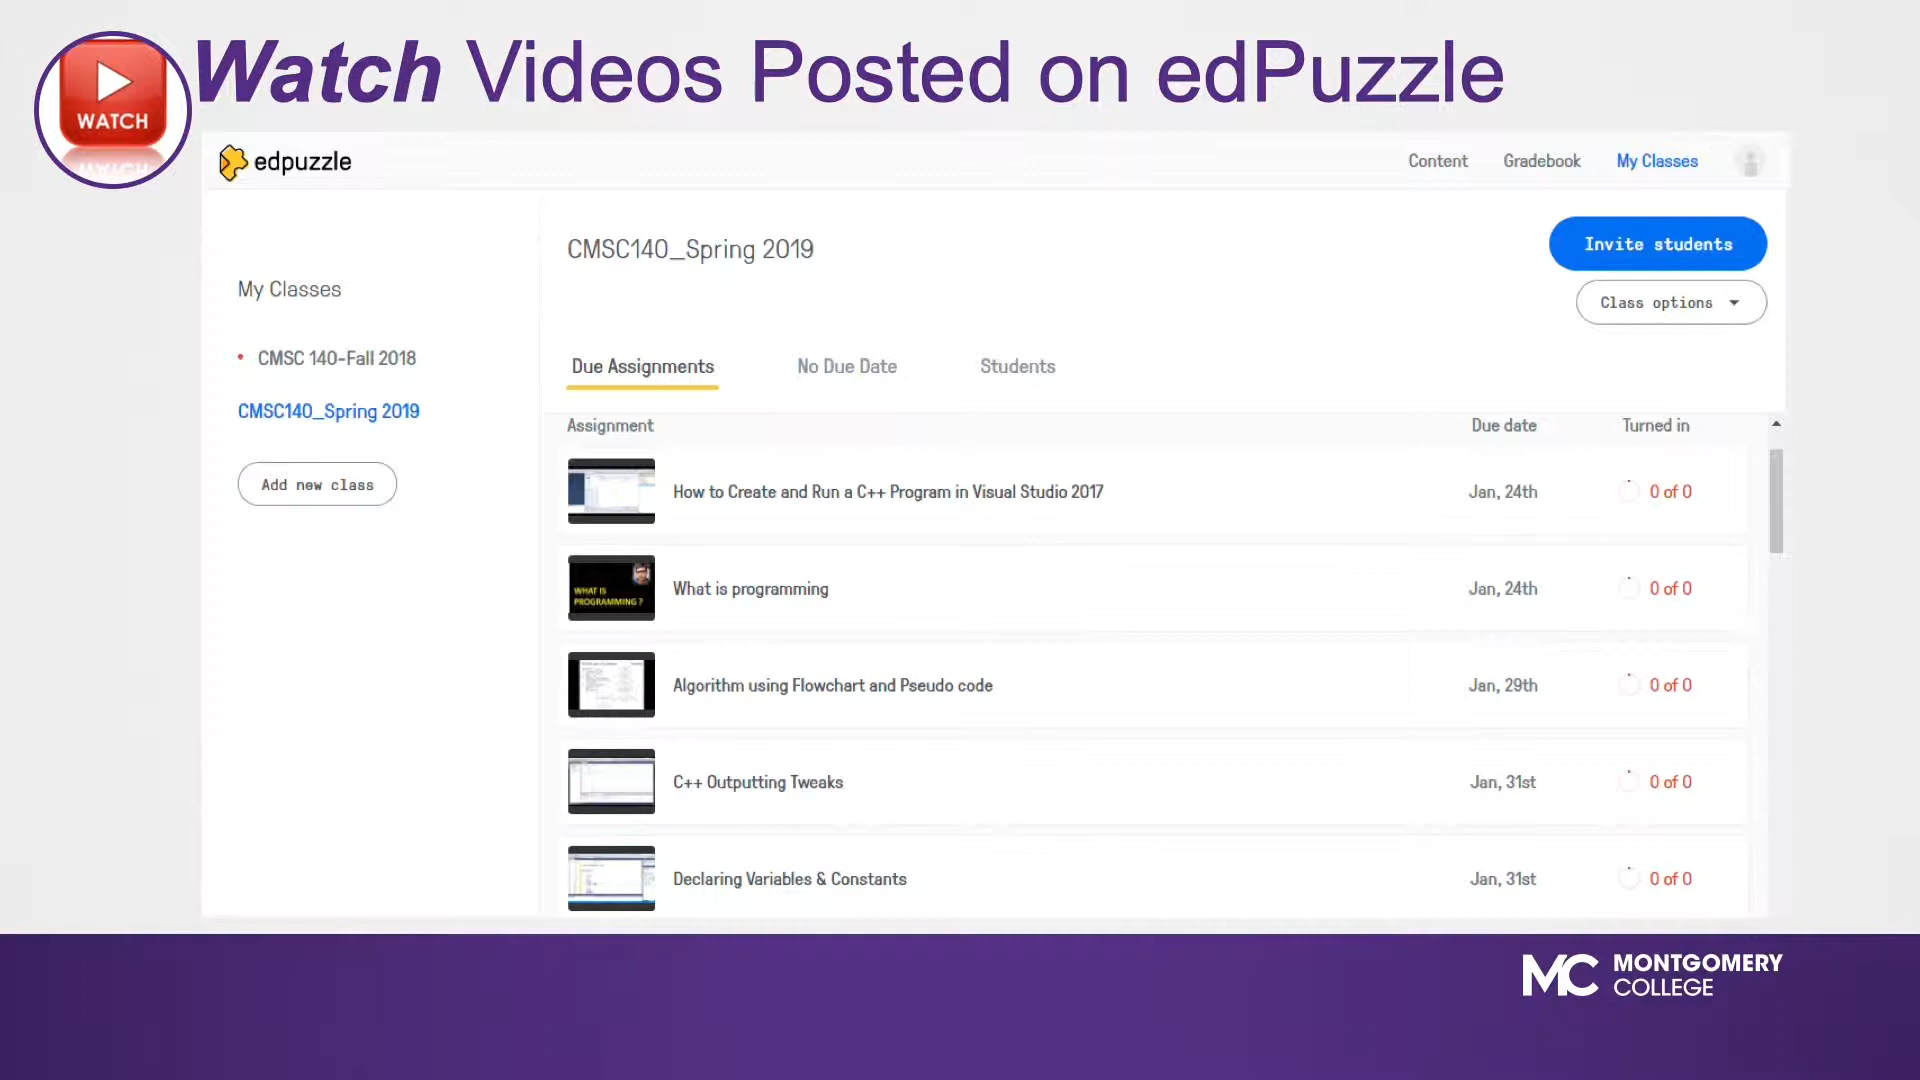 Watch Videos Posted on edPuzzle
WATCH
edpuzzle
Content Gradebook My Classes
CMSC140_Spring 2019
Invite students
Class options
My Classes
CMSC 140-Fall 2018
CMSC140_Spring 2019
Add new class
Due Assignments No Due Date Students
Assignment Due date Turned in
How to Create and Run a C++ Program in Visual Studio 2017 Jan, 24th 0 of 0
WHAT IS
PROGRAMMING ?
What is programming Jan, 24th 0 of 0
Algorithm using Flowchart and Pseudo code Jan, 29th 0 of 0
C++ Outputting Tweaks Jan, 31st 0 of 0
Declaring Variables & Constants Jan, 31st 0 of 0
MC MONTGOMERY
COLLEGE